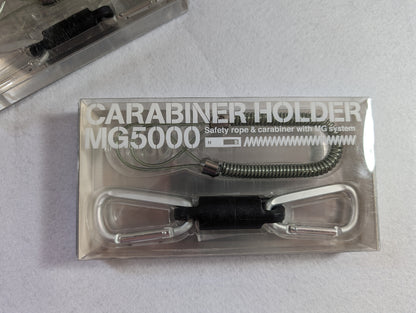 CARABINER HOLDER
MG5000
Safety rope & carabiner with MG system